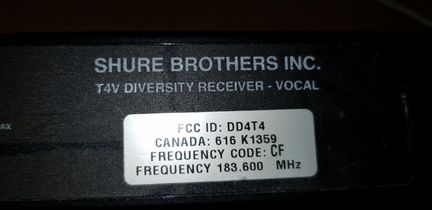 SHURE BROTHERS INC.
T4V DIVERSITY RECEIVER - VOCAL
FCC ID: DD4T4
CANADA: 616 K1359
FREQUENCY CODE: CF
FREQUENCY 183.600 MHz